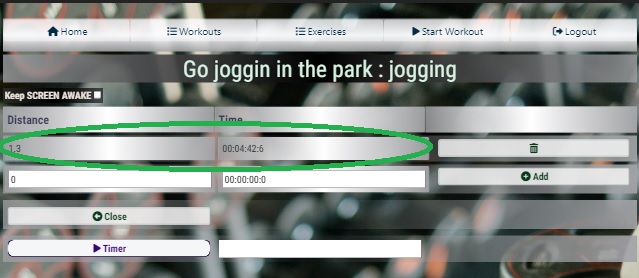 Home Workouts Exercises Start Workout Logout
Go joggin in the park : jogging
Keep SCREEN AWAKE
Distance Time
1.3 00:04:42:6
0 00:00:00:0 Add
Close
Timer